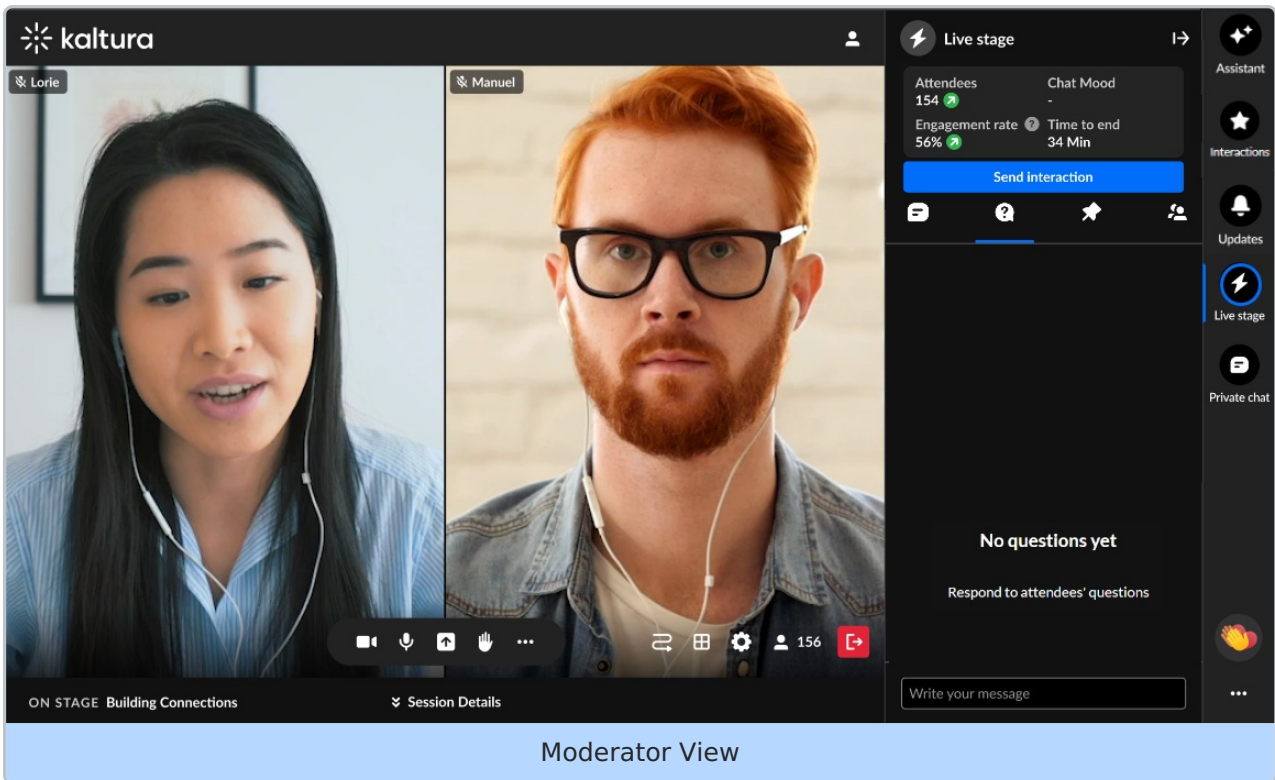 kaltura
Lorie
Manuel
ON STAGE Building Connections
Session Details
156
Live stage
Attendees
154
Chat Mood
-
Engagement rate ?
56%
Time to end
34 Min
Send interaction
No questions yet
Respond to attendees' questions
Write your message
Assistant
Interactions
Updates
Live stage
Private chat
Moderator View